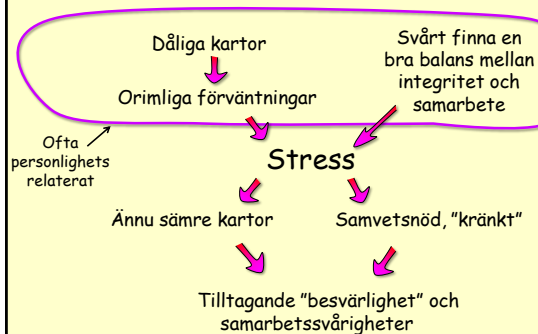 Dåliga kartor
Orimliga förväntningar
Svårt finna en
bra balans mellan
integritet och
samarbete
Ofta
personlighets
relaterat
Stress
Ännu sämre kartor
Samvetsnöd, ”kränkt”
Tilltagande ”besvärlighet” och
samarbetssvårigheter